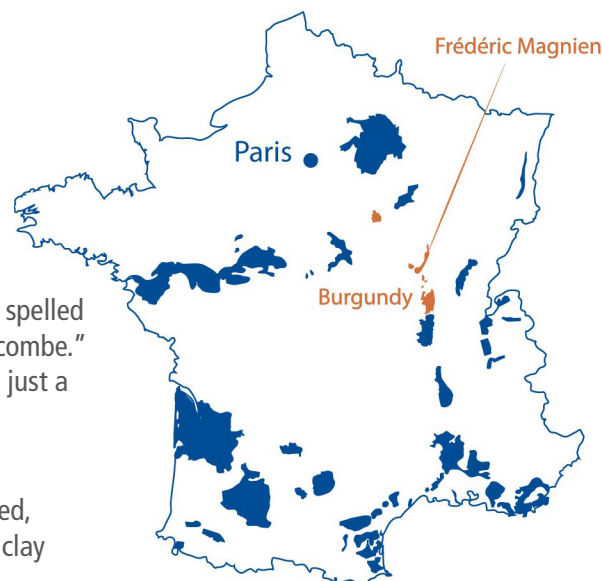 Frédéric Magnien
Paris
Burgundy
spelled
combe.”
just a
ed,
clay